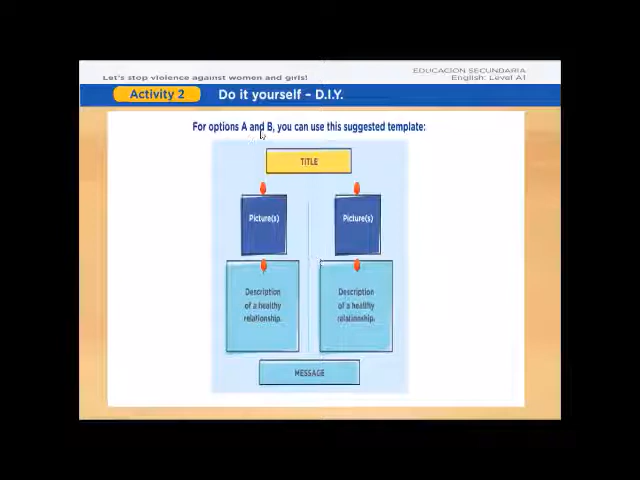 EDUCACION SECUNDARIA
Let's stop violence against women and girls!
English: Level A1
Activity 2
Do it yourself – D.I.Y.
For options A and B, you can use this suggested template:
TITLE
Picture(s)
Picture(s)
Description
of a healthy
relationship.
Description
of a healthy
relationship.
MESSAGE